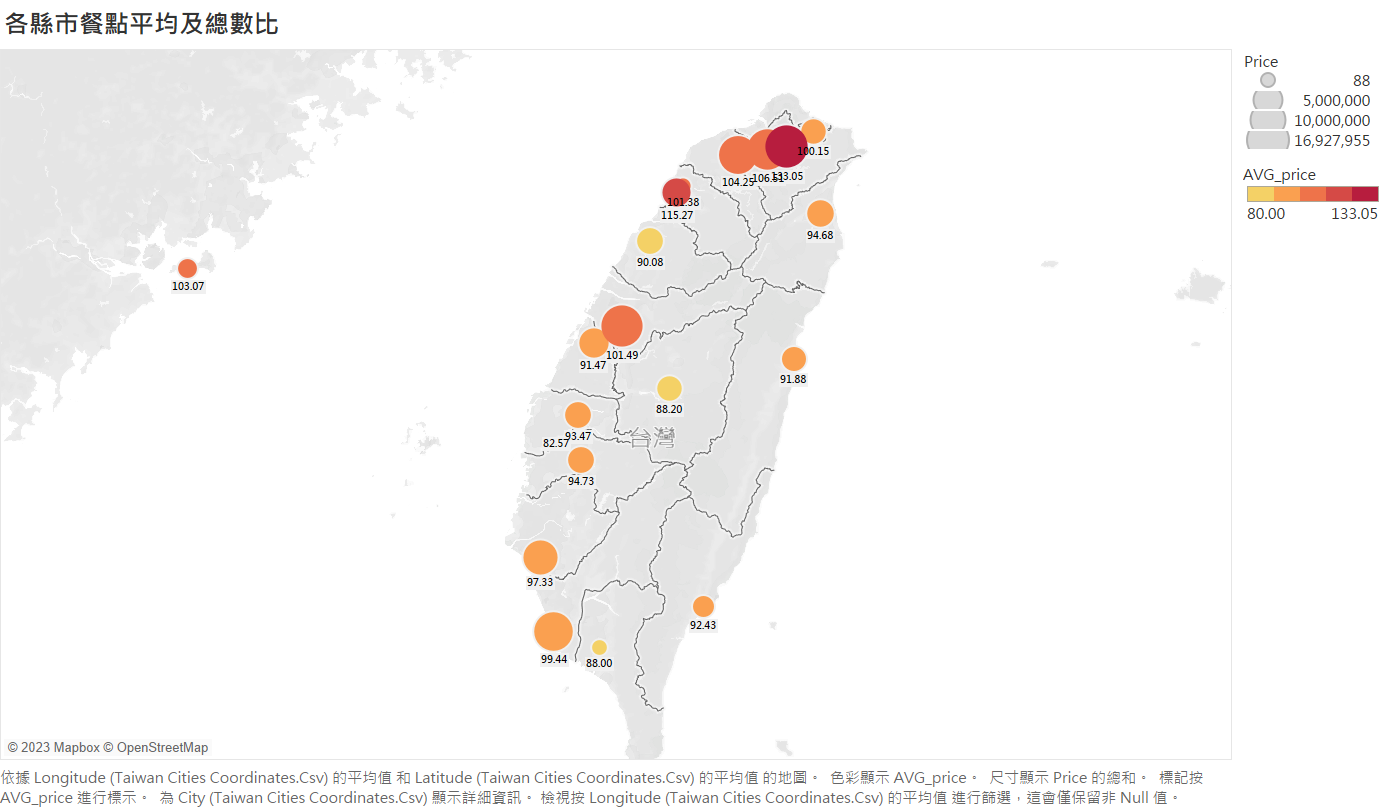 各縣市餐點平均及總數比
Price
88
5,000,000
10,000,000
16,927,955
AVG_price
80.00 133.05
100.15
104.25 106.51 133.05
101.38
115.27
94.68
90.08
103.07
101.49
91.47
91.88
88.20
93.47
台灣
82.57
94.73
97.33
92.43
99.44
88.00
© 2023 Mapbox © OpenStreetMap
依據 Longitude (Taiwan Cities Coordinates.Csv) 的平均值 和 Latitude (Taiwan Cities Coordinates.Csv) 的平均值 的地圖。 色彩顯示 AVG_price。 尺寸顯示 Price 的總和。 標記按
AVG_price 進行標示。 為 City (Taiwan Cities Coordinates.Csv) 顯示詳細資訊。 檢視按 Longitude (Taiwan Cities Coordinates.Csv) 的平均值 進行篩選，這會僅保留非 Null 值。